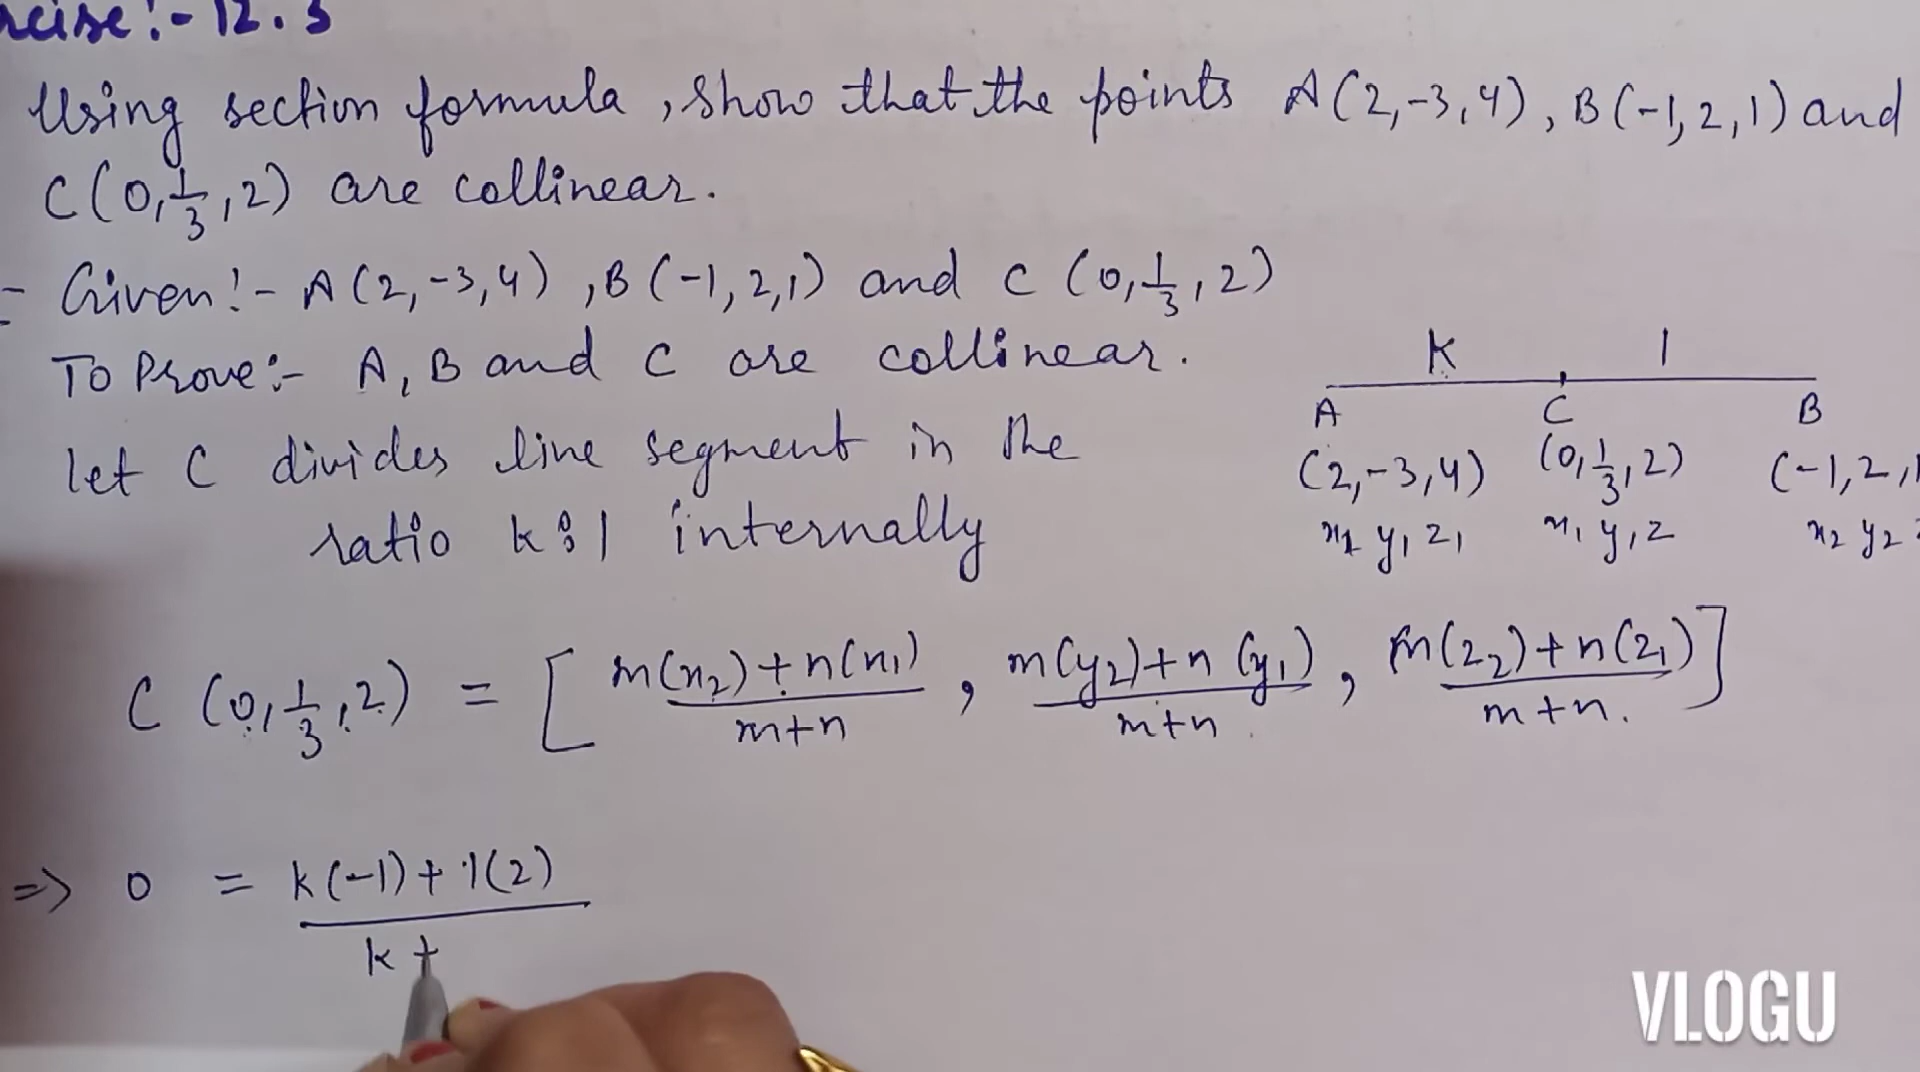 rcise:- 12.3
Using section formula, show that the points A(2,-3,4), B(-1,2,1) and
C(0,1/3,2) are collinear.
= Given:- A(2,-3,4), B(-1,2,1) and C(0,1/3,2)
To Prove:- A, B and C are collinear.
let C divides line segment in the
ratio k:1 internally
K 1
A C B
(2,-3,4) (0,1/3,2) (-1,2,1
x1 y1 z1 x, y, z x2 y2 z
C(0,1/3,2) = [m(x2)+n(x1)/m+n, m(y2)+n(y1)/m+n, m(z2)+n(z1)/m+n.]
=> 0 = k(-1)+1(2)/k+
VLOGU